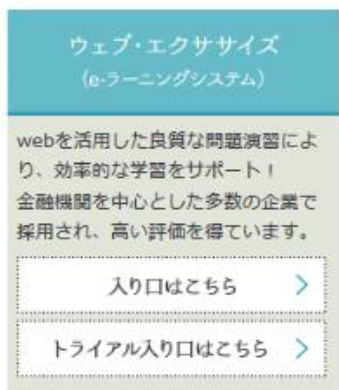 ウェブ・エクササイズ
(e-ラーニングシステム)
webを活用した良質な問題演習によ
り、効率的な学習をサポート！
金融機関を中心とした多数の企業で
採用され、高い評価を得ています。
入り口はこちら
トライアル入り口はこちら